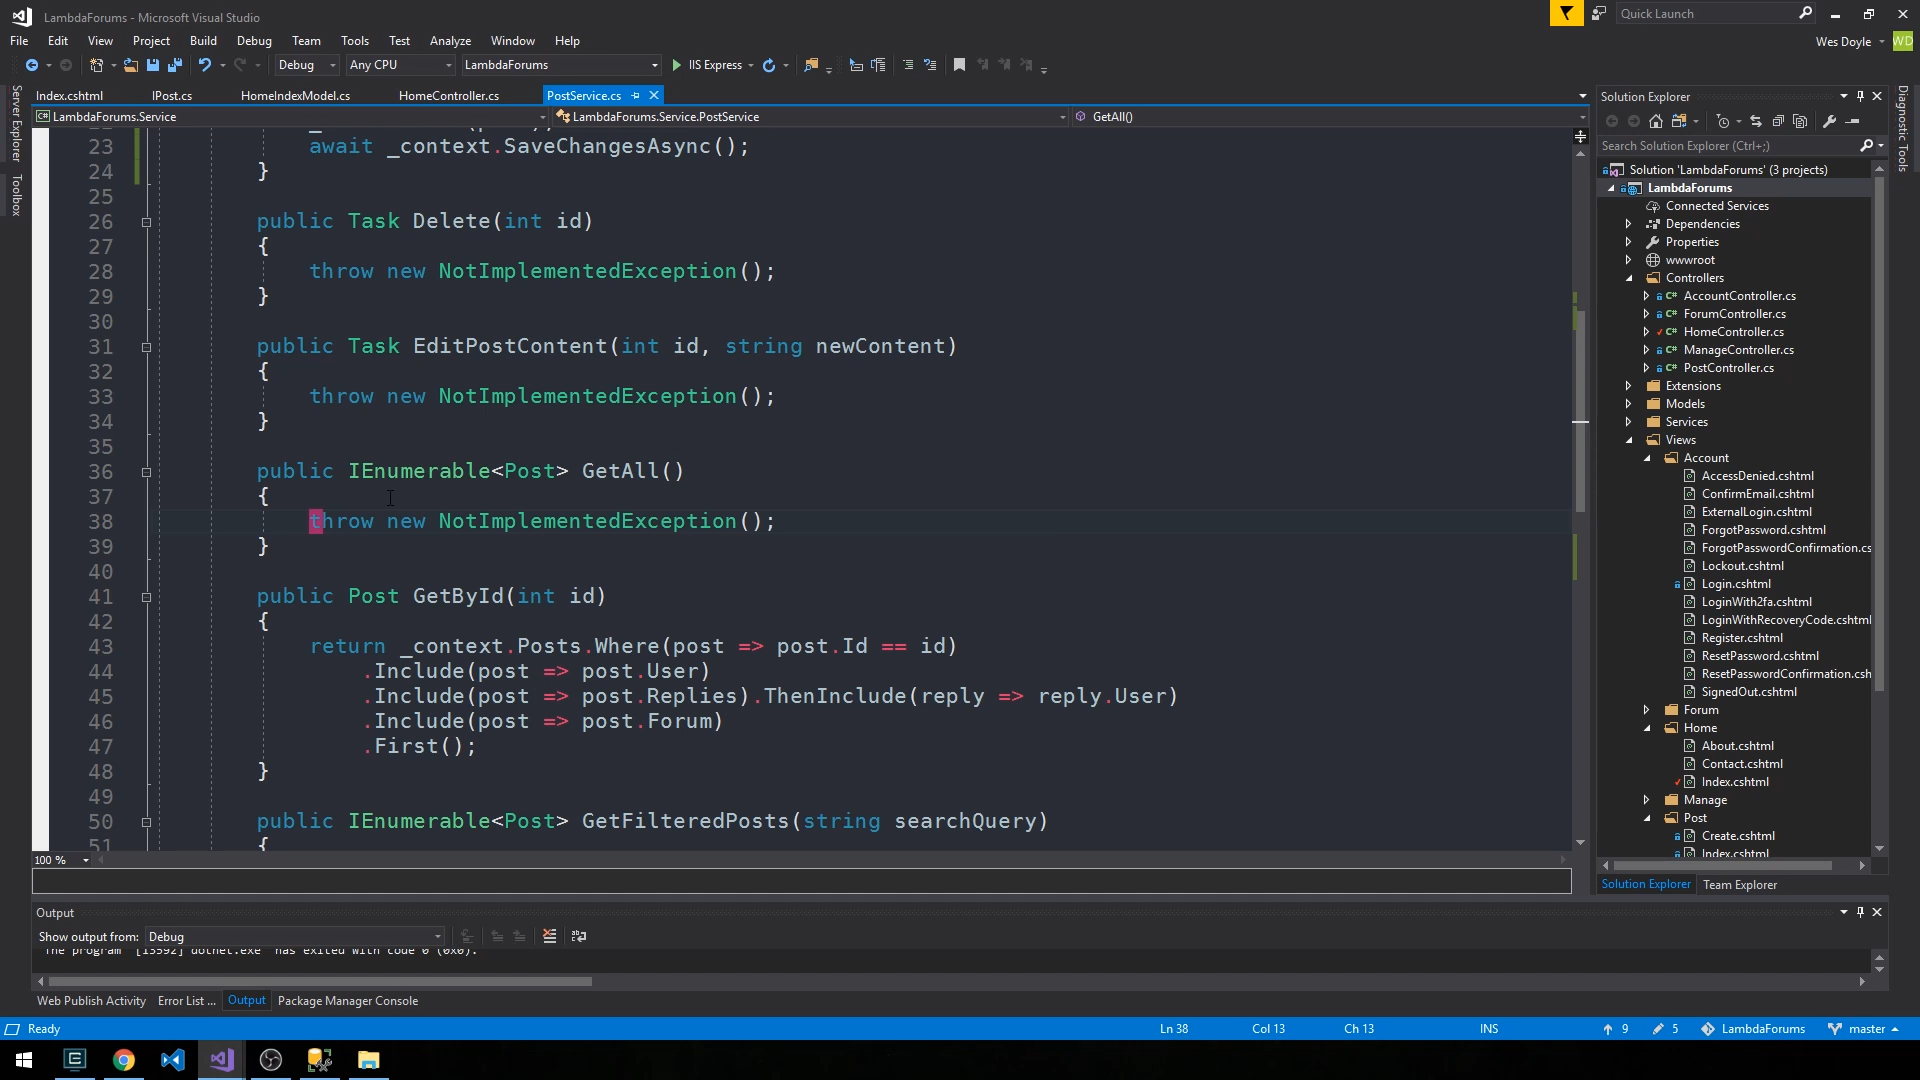 LambdaForums - Microsoft Visual Studio
Quick Launch
File Edit View Project Build Debug Team Tools Test Analyze Window Help
Wes Doyle WD
Debug Any CPU LambdaForums IIS Express
Index.cshtml IPost.cs HomeIndexModel.cs HomeController.cs PostService.cs
LambdaForums.Service LambdaForums.Service.PostService GetAll()
Server Explorer
Toolbox
23 await _context.SaveChangesAsync();
24 }
25
26 public Task Delete(int id)
27 {
28 throw new NotImplementedException();
29 }
30
31 public Task EditPostContent(int id, string newContent)
32 {
33 throw new NotImplementedException();
34 }
35
36 public IEnumerable<Post> GetAll()
37 {
38 throw new NotImplementedException();
39 }
40
41 public Post GetById(int id)
42 {
43 return _context.Posts.Where(post => post.Id == id)
44 .Include(post => post.User)
45 .Include(post => post.Replies).ThenInclude(reply => reply.User)
46 .Include(post => post.Forum)
47 .First();
48 }
49
50 public IEnumerable<Post> GetFilteredPosts(string searchQuery)
51 {
100 %
Solution Explorer
Search Solution Explorer (Ctrl+;)
Solution 'LambdaForums' (3 projects)
LambdaForums
Connected Services
Dependencies
Properties
wwwroot
Controllers
C# AccountController.cs
C# ForumController.cs
C# HomeController.cs
C# ManageController.cs
C# PostController.cs
Extensions
Models
Services
Views
Account
AccessDenied.cshtml
ConfirmEmail.cshtml
ExternalLogin.cshtml
ForgotPassword.cshtml
ForgotPasswordConfirmation.cs
Lockout.cshtml
Login.cshtml
LoginWith2fa.cshtml
LoginWithRecoveryCode.cshtml
Register.cshtml
ResetPassword.cshtml
ResetPasswordConfirmation.csh
SignedOut.cshtml
Forum
Home
About.cshtml
Contact.cshtml
Index.cshtml
Manage
Post
Create.cshtml
Index.cshtml
Solution Explorer Team Explorer
Diagnostic Tools
Output
Show output from: Debug
The program '[13592] dotnet.exe' has exited with code 0 (0x0).
Web Publish Activity Error List ... Output Package Manager Console
Ready Ln 38 Col 13 Ch 13 INS 9 5 LambdaForums master